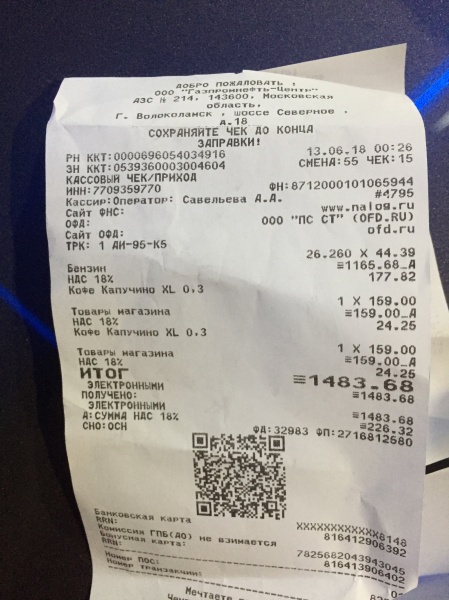 ДОБРО ПОЖАЛОВАТЬ !
ООО "Газпромнефть-Центр"
АЗС № 214, 143600, Московская
область,
г. Волоколамск , шоссе Северное ,
д.18
СОХРАНЯЙТЕ ЧЕК ДО КОНЦА
ЗАПРАВКИ!
РН ККТ:0000696054034916 13.06.18 00:26
ЗН ККТ:0539360003004604 СМЕНА:55 ЧЕК:15
КАССОВЫЙ ЧЕК/ПРИХОД
ИНН:7709359770 ФН:8712000101065944
Кассир:Оператор: Савельева А.А. #4795
Сайт ФНС: www.nalog.ru
ОФД: ООО "ПС СТ" (OFD.RU)
Сайт ОФД: ofd.ru
ТРК: 1 АИ-95-К5
26.260 X 44.39
Бензин ≡1165.68_А
НДС 18% 177.82
Кофе Капучино XL 0,3
1 X 159.00
Товары магазина ≡159.00_А
НДС 18% 24.25
Кофе Капучино XL 0,3
1 X 159.00
Товары магазина ≡159.00_А
НДС 18% 24.25
ИТОГ ≡1483.68
ЭЛЕКТРОННЫМИ ≡1483.68
ПОЛУЧЕНО:
ЭЛЕКТРОННЫМИ ≡1483.68
А:СУММА НДС 18% ≡226.32
СНО:ОСН ФД:32983 ФП:2716812580
Банковская карта XXXXXXXXXXXX8148
RRN: 816412906392
Комиссия ГПБ(АО) не взимается
Бонусная карта: 7825682043943045
RRN: 816413906402
Номер ПОС:
Номер транзакции:
Мечтаете